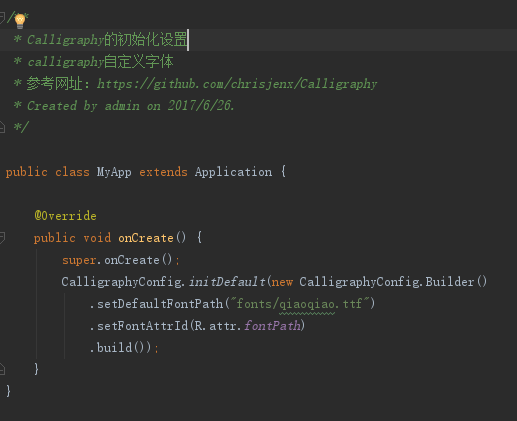 /**
 * Calligraphy的初始化设置
 * calligraphy自定义字体
 * 参考网址：https://github.com/chrisjenx/Calligraphy
 * Created by admin on 2017/6/26.
 */
public class MyApp extends Application {
@Override
public void onCreate() {
super.onCreate();
CalligraphyConfig.initDefault(new CalligraphyConfig.Builder()
.setDefaultFontPath("fonts/qiaoqiao.ttf")
.setFontAttrId(R.attr.fontPath)
.build());
}
}